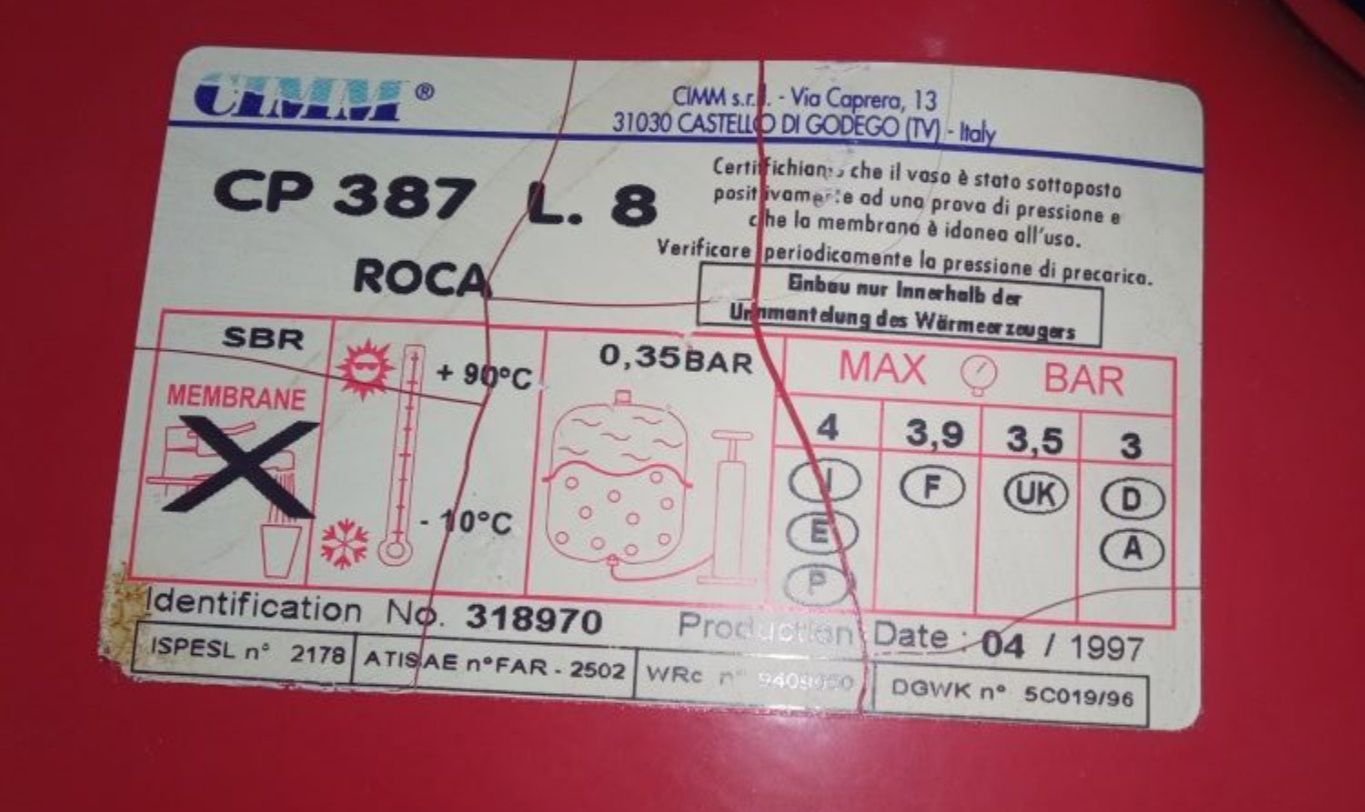 CIMM®
CIMM s.r.l. - Via Caprera, 13
31030 CASTELLO DI GODEGO (TV) - Italy
CP 387 L. 8
ROCA
Certifichiamo che il vaso è stato sottoposto
positivamente ad una prova di pressione e
che la membrana è idonea all'uso.
Verificare periodicamente la pressione di precarica.
Einbau nur Innerhalb der
des Wärmeerzeugers
SBR
MEMBRANE
+ 90°C
- 10°C
0,35 BAR
MAX BAR
4 3,9 3,5 3
I F UK D
E A
P
Identification No. 318970 Production Date : 04 / 1997
ISPESL n° 2178 ATISAE n°FAR - 2502 WRc n° DGWK n° 5C019/96